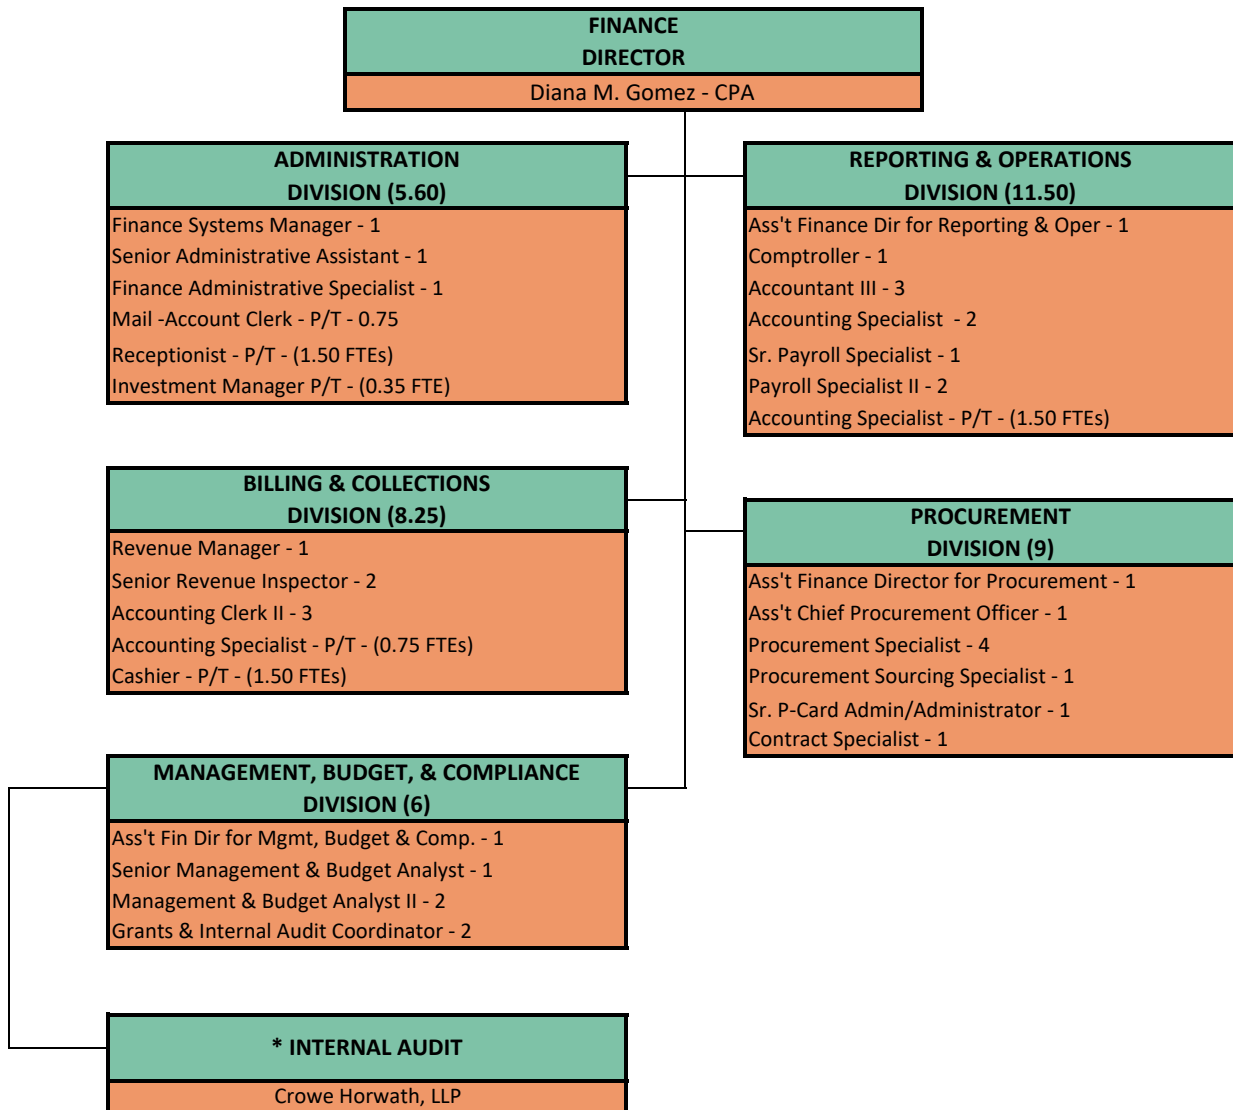 FINANCE
DIRECTOR
Diana M. Gomez - CPA
ADMINISTRATION
DIVISION (5.60)
Finance Systems Manager - 1
Senior Administrative Assistant - 1
Finance Administrative Specialist - 1
Mail -Account Clerk - P/T - 0.75
Receptionist - P/T - (1.50 FTEs)
Investment Manager P/T - (0.35 FTE)
REPORTING & OPERATIONS
DIVISION (11.50)
Ass't Finance Dir for Reporting & Oper - 1
Comptroller - 1
Accountant III - 3
Accounting Specialist  - 2
Sr. Payroll Specialist - 1
Payroll Specialist II - 2
Accounting Specialist - P/T - (1.50 FTEs)
BILLING & COLLECTIONS
DIVISION (8.25)
Revenue Manager - 1
Senior Revenue Inspector - 2
Accounting Clerk II - 3
Accounting Specialist - P/T - (0.75 FTEs)
Cashier - P/T - (1.50 FTEs)
PROCUREMENT
DIVISION (9)
Ass't Finance Director for Procurement - 1
Ass't Chief Procurement Officer - 1
Procurement Specialist - 4
Procurement Sourcing Specialist - 1
Sr. P-Card Admin/Administrator - 1
Contract Specialist - 1
MANAGEMENT, BUDGET, & COMPLIANCE
DIVISION (6)
Ass't Fin Dir for Mgmt, Budget & Comp. - 1
Senior Management & Budget Analyst - 1
Management & Budget Analyst II - 2
Grants & Internal Audit Coordinator - 2
* INTERNAL AUDIT
Crowe Horwath, LLP